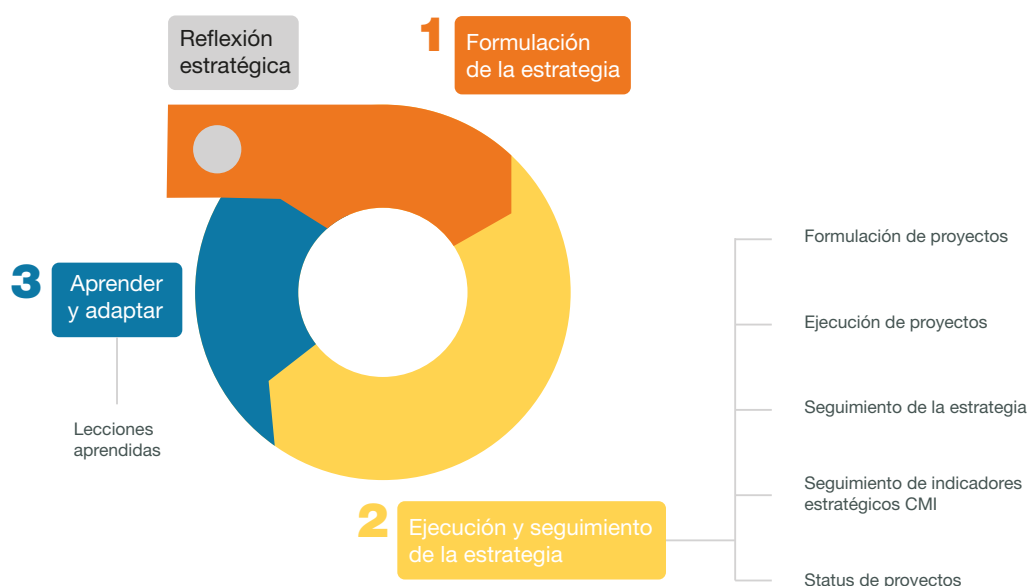 Reflexión
estratégica
1
Formulación
de la estrategia
3
Aprender
y adaptar
Lecciones
aprendidas
2
Ejecución y seguimiento
de la estrategia
Formulación de proyectos
Ejecución de proyectos
Seguimiento de la estrategia
Seguimiento de indicadores
estratégicos CMI
Status de proyectos